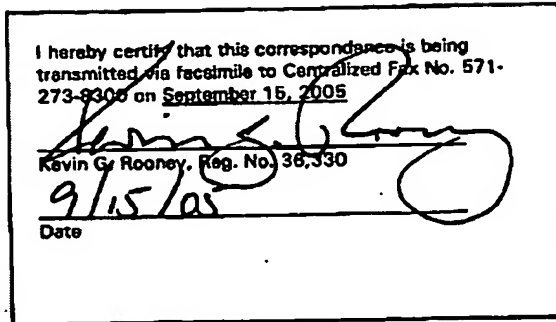 I hereby certify that this correspondence is being
transmitted via facsimile to Centralized Fax No. 571-
273-8300 on September 15, 2005
Kevin G. Rooney, Reg. No. 36,330
9/15/05
Date